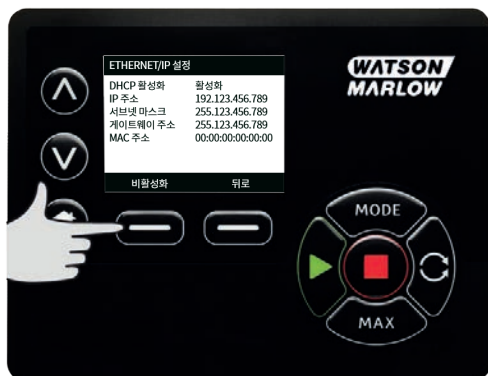 ETHERNET/IP 설정
DHCP 활성화 활성화
IP 주소 192.123.456.789
서브넷 마스크 255.123.456.789
게이트웨이 주소 255.123.456.789
MAC 주소 00:00:00:00:00:00
비활성화 뒤로
WATSON
MARLOW
MODE
MAX